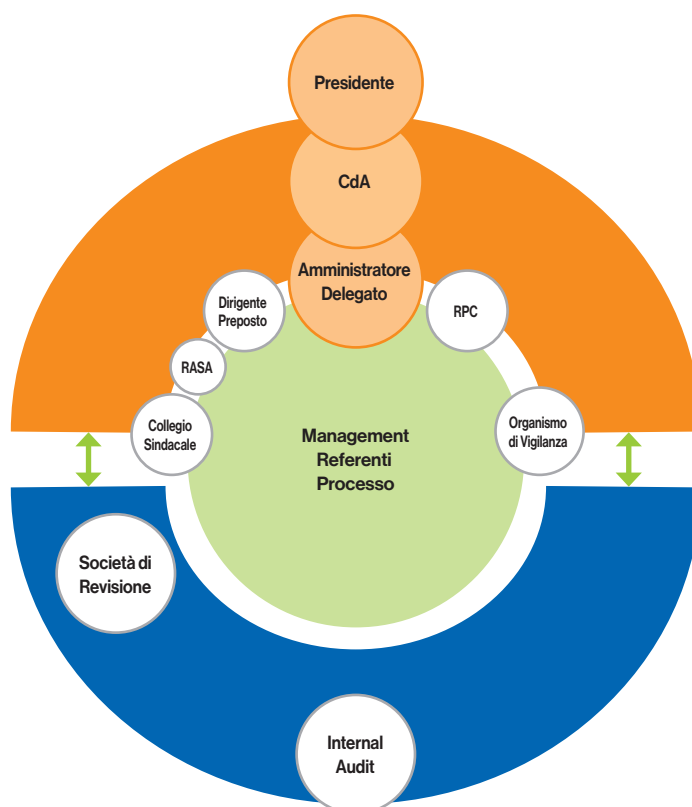 Presidente
CdA
Amministratore
Delegato
Dirigente
Preposto
RPC
RASA
Collegio
Sindacale
Organismo
di Vigilanza
Management
Referenti
Processo
Società di
Revisione
Internal
Audit